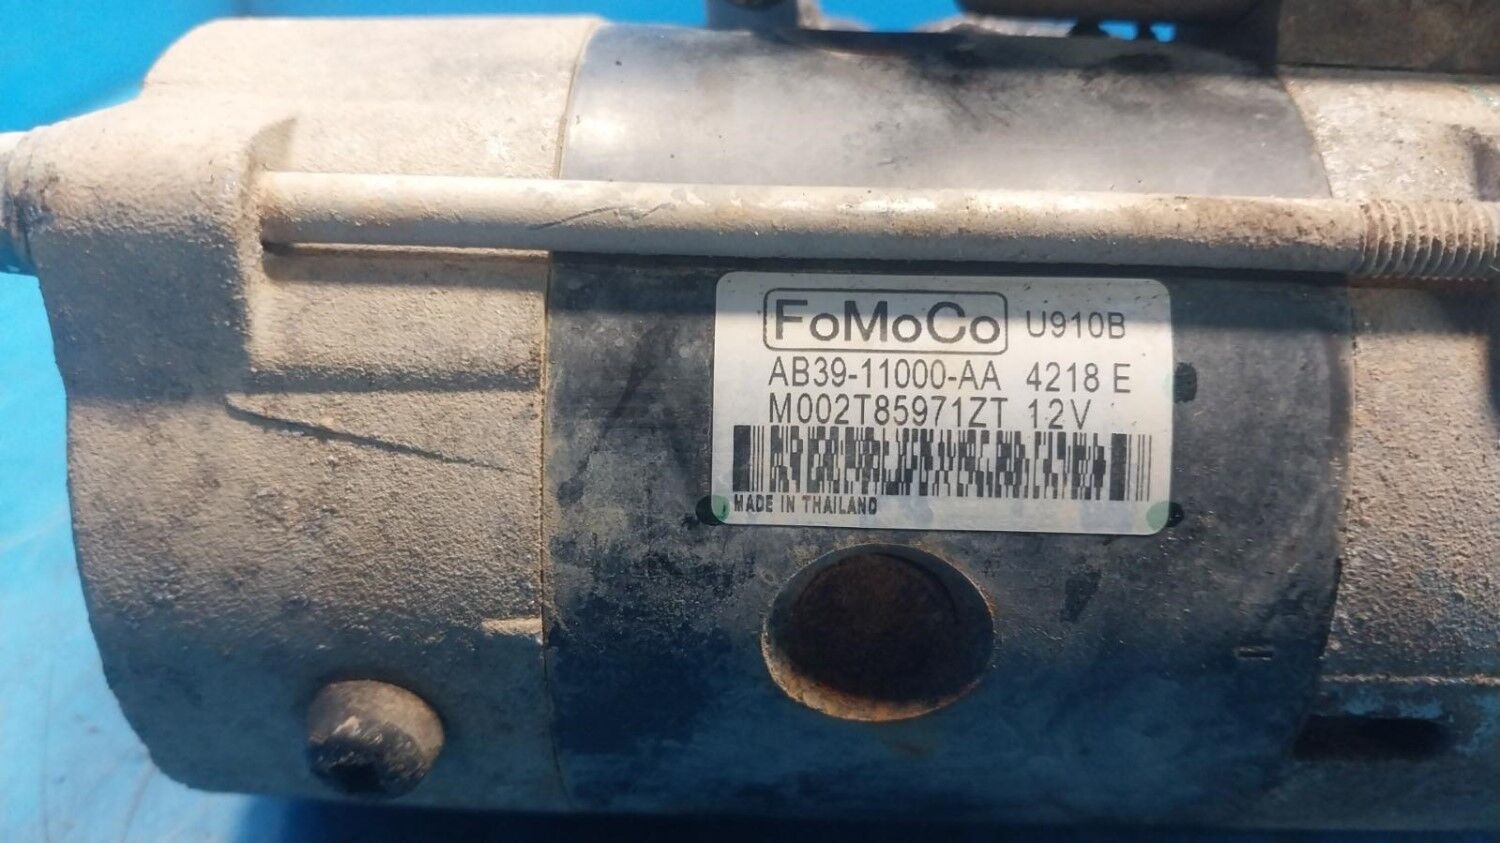 FoMoCo U910B
AB39-11000-AA 4218 E
M002T85971ZT 12V
MADE IN THAILAND